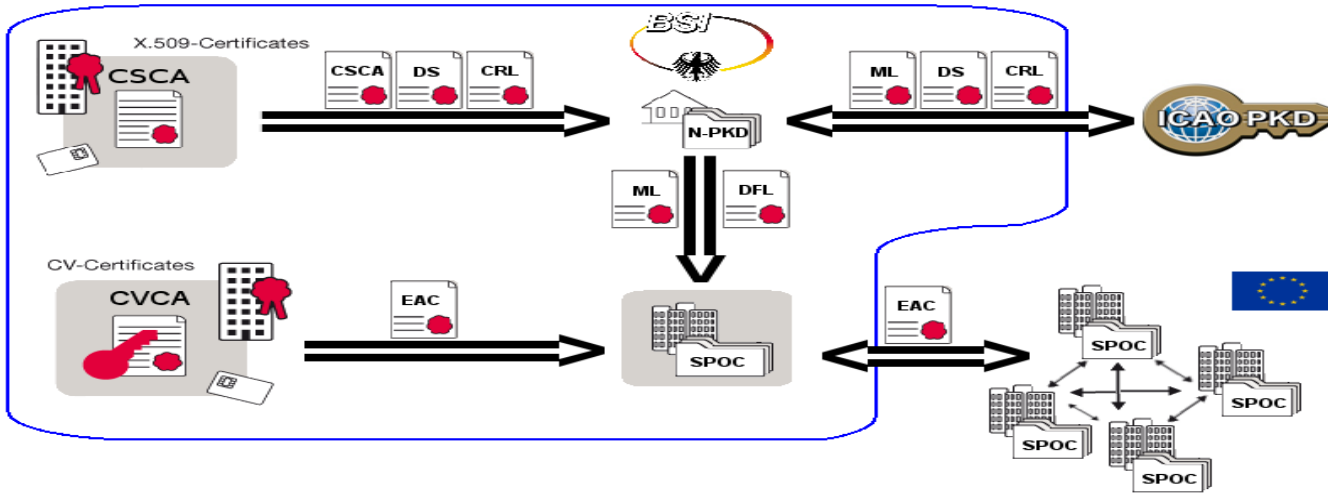 BSI
X.509-Certificates
CSCA
CSCA DS CRL
ML DS CRL
N-PKD
ICAO PKD
ML DFL
CV-Certificates
CVCA
EAC
SPOC
EAC
SPOC
SPOC
SPOC
SPOC